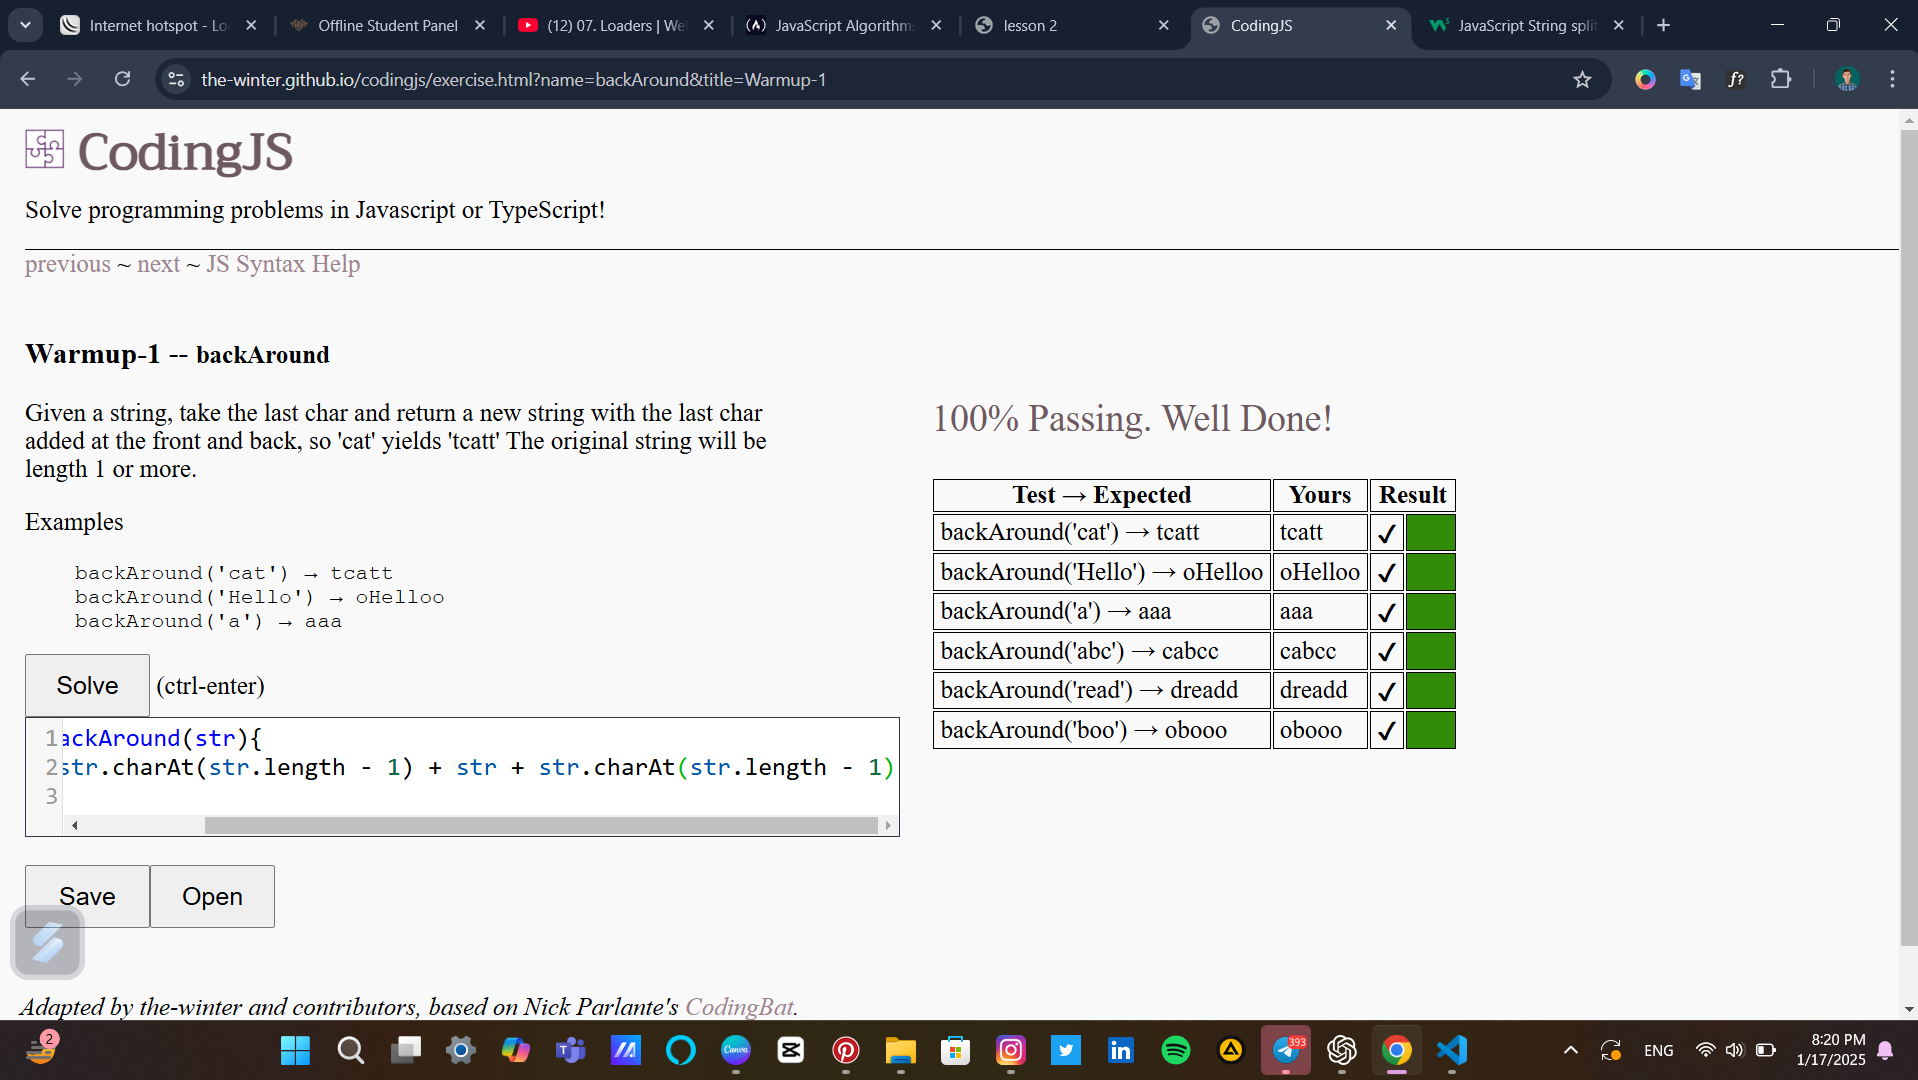 Internet hotspot - Lo
Offline Student Panel
(12) 07. Loaders | We
JavaScript Algorithm
lesson 2
CodingJS
JavaScript String split
the-winter.github.io/codingjs/exercise.html?name=backAround&title=Warmup-1
CodingJS
Solve programming problems in Javascript or TypeScript!
previous ~ next ~ JS Syntax Help
Warmup-1 -- backAround
Given a string, take the last char and return a new string with the last char
added at the front and back, so 'cat' yields 'tcatt' The original string will be
length 1 or more.
Examples
backAround('cat') → tcatt
backAround('Hello') → oHelloo
backAround('a') → aaa
Solve (ctrl-enter)
1 ackAround(str){
2 str.charAt(str.length - 1) + str + str.charAt(str.length - 1)
3
Save Open
100% Passing. Well Done!
Test → Expected Yours Result
backAround('cat') → tcatt tcatt ✓
backAround('Hello') → oHelloo oHelloo ✓
backAround('a') → aaa aaa ✓
backAround('abc') → cabcc cabcc ✓
backAround('read') → dreadd dreadd ✓
backAround('boo') → obooo obooo ✓
Adapted by the-winter and contributors, based on Nick Parlante's CodingBat.
2
Canva
393
ENG
8:20 PM
1/17/2025